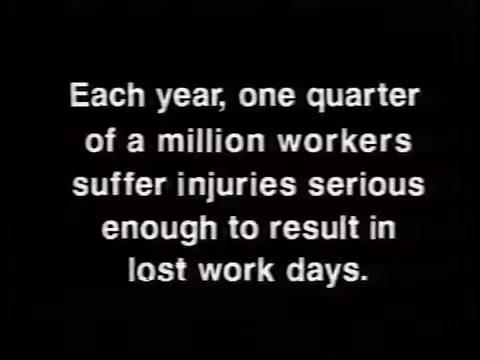 Each year, one quarter
of a million workers
suffer injuries serious
enough to result in
lost work days.